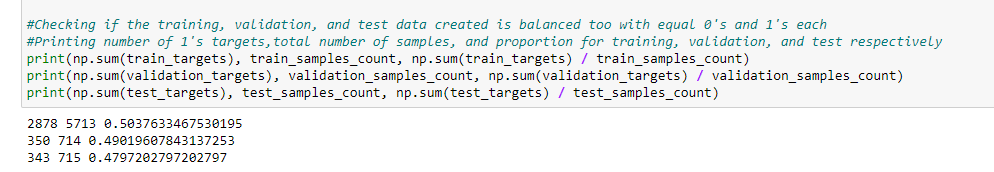 #Checking if the training, validation, and test data created is balanced too with equal 0's and 1's each
#Printing number of 1's targets,total number of samples, and proportion for training, validation, and test respectively
print(np.sum(train_targets), train_samples_count, np.sum(train_targets) / train_samples_count)
print(np.sum(validation_targets), validation_samples_count, np.sum(validation_targets) / validation_samples_count)
print(np.sum(test_targets), test_samples_count, np.sum(test_targets) / test_samples_count)
2878 5713 0.5037633467530195
350 714 0.49019607843137253
343 715 0.4797202797202797